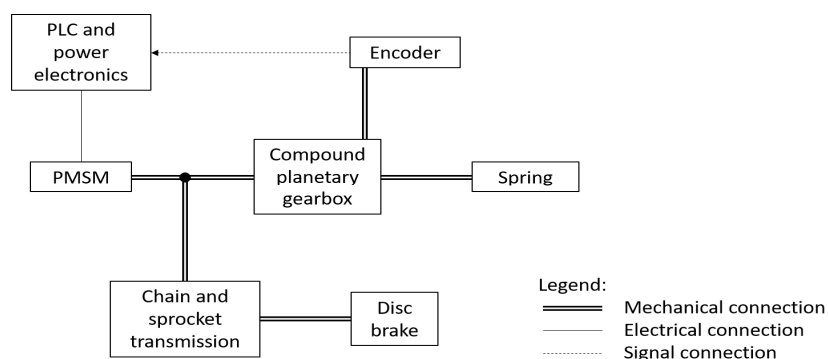 PLC and
power
electronics
Encoder
PMSM
Compound
planetary
gearbox
Spring
Chain and
sprocket
transmission
Disc
brake
Legend:
Mechanical connection
Electrical connection
Signal connection